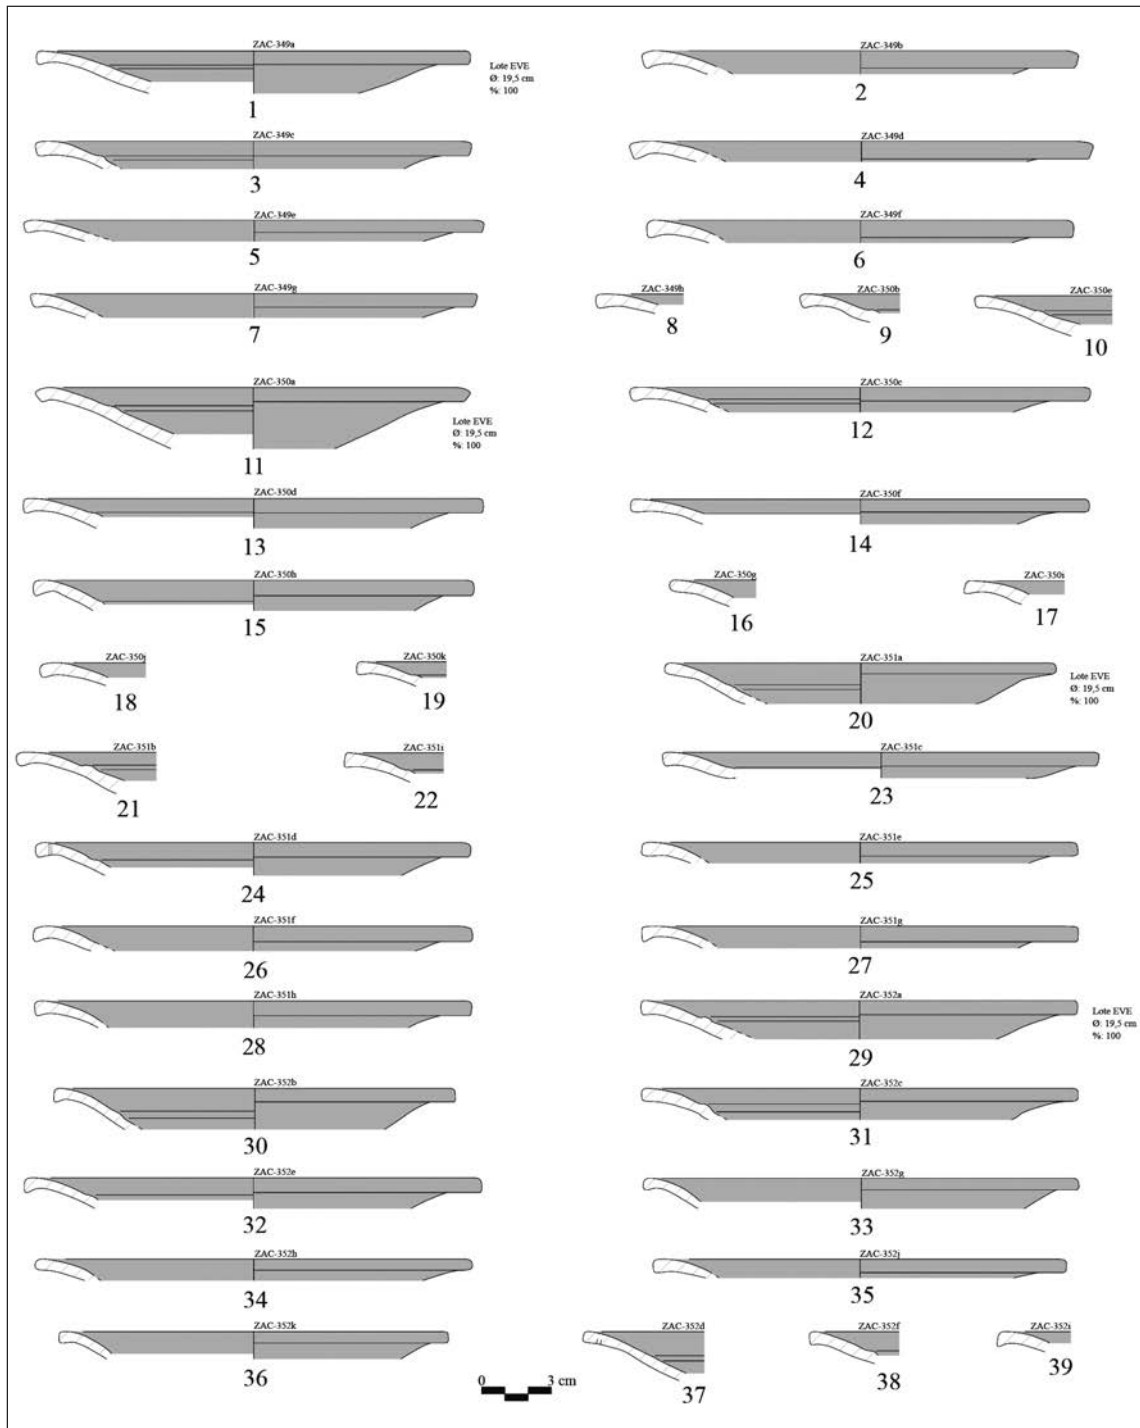 ZAC-349a
Lote EVE
Ø: 19,5 cm
%: 100
1
ZAC-349b
2
ZAC-349c
3
ZAC-349d
4
ZAC-349e
5
ZAC-349f
6
ZAC-349g
7
ZAC-349h
8
ZAC-350b
9
ZAC-350e
10
ZAC-350a
Lote EVE
Ø: 19,5 cm
%: 100
11
ZAC-350c
12
ZAC-350d
13
ZAC-350f
14
ZAC-350h
15
ZAC-350g
16
ZAC-350i
17
ZAC-350j
18
ZAC-350k
19
ZAC-351a
Lote EVE
Ø: 19,5 cm
%: 100
20
ZAC-351b
21
ZAC-351i
22
ZAC-351c
23
ZAC-351d
24
ZAC-351e
25
ZAC-351f
26
ZAC-351g
27
ZAC-351h
28
ZAC-352a
Lote EVE
Ø: 19,5 cm
%: 100
29
ZAC-352b
30
ZAC-352c
31
ZAC-352e
32
ZAC-352g
33
ZAC-352h
34
ZAC-352j
35
ZAC-352k
36
ZAC-352d
37
ZAC-352f
38
ZAC-352i
39
0 3 cm